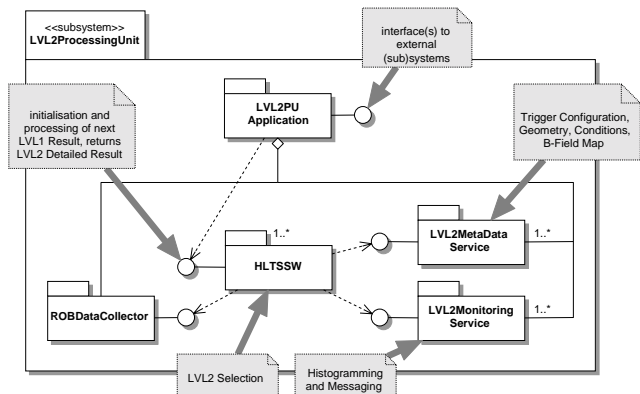 <<subsystem>>
LVL2ProcessingUnit
interface(s) to
external
(sub)systems
initialisation and
processing of next
LVL1 Result, returns
LVL2 Detailed Result
LVL2PU
Application
Trigger Configuration,
Geometry, Conditions,
B-Field Map
1..*
HLTSSW
LVL2MetaData
Service
1..*
ROBDataCollector
LVL2Monitoring
Service
1..*
LVL2 Selection
Histogramming
and Messaging